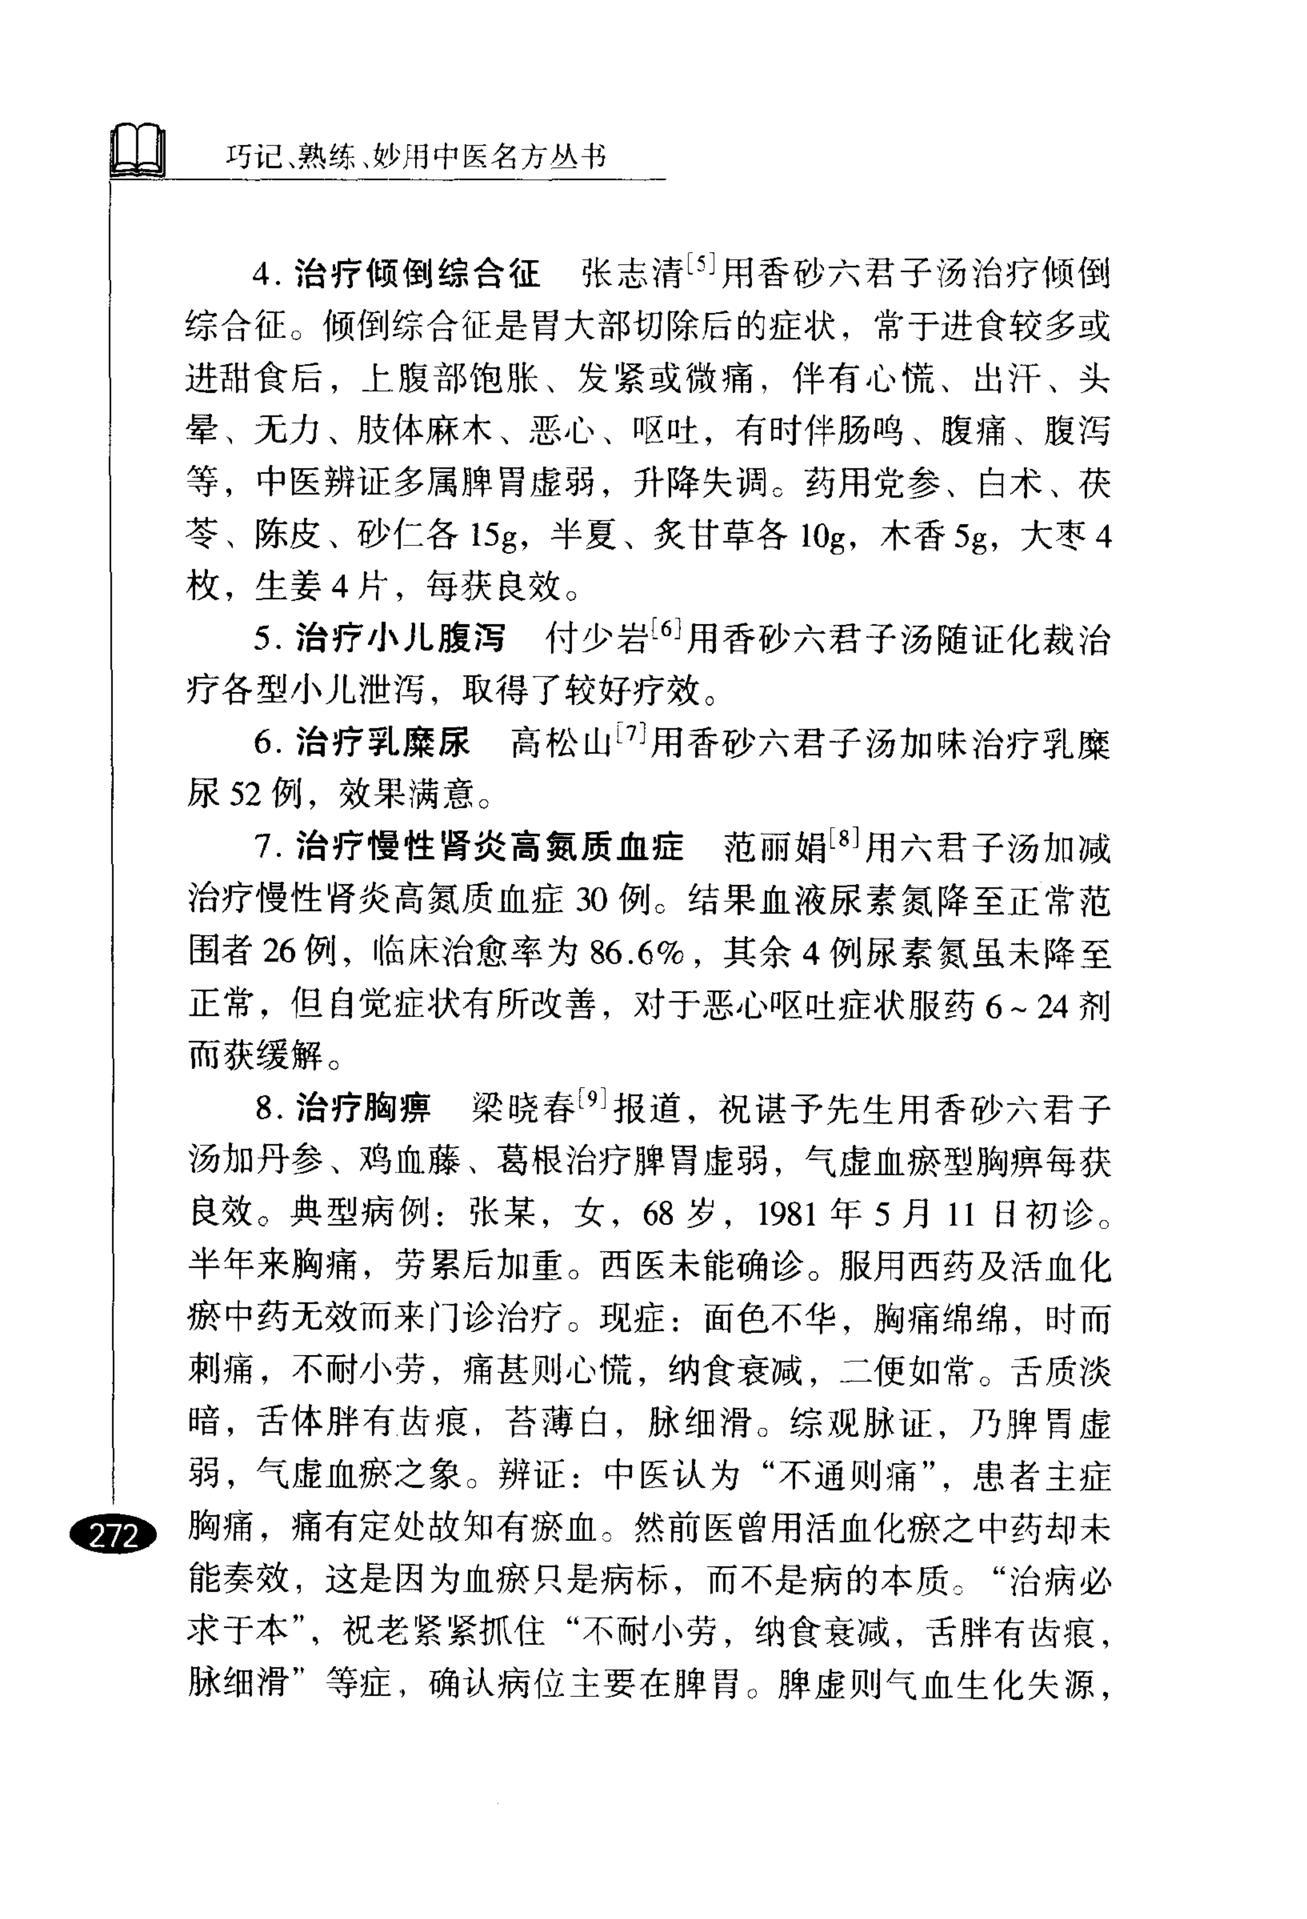 巧记、熟练、妙用中医名方丛书
4. 治疗倾倒综合征　张志清[5]用香砂六君子汤治疗倾倒
综合征。倾倒综合征是胃大部切除后的症状，常于进食较多或
进甜食后，上腹部饱胀、发紧或微痛，伴有心慌、出汗、头
晕、无力、肢体麻木、恶心、呕吐，有时伴肠鸣、腹痛、腹泻
等，中医辨证多属脾胃虚弱，升降失调。药用党参、白术、茯
苓、陈皮、砂仁各 15g，半夏、炙甘草各 10g，木香 5g，大枣 4
枚，生姜 4 片，每获良效。
5. 治疗小儿腹泻　付少岩[6]用香砂六君子汤随证化裁治
疗各型小儿泄泻，取得了较好疗效。
6. 治疗乳糜尿　高松山[7]用香砂六君子汤加味治疗乳糜
尿 52 例，效果满意。
7. 治疗慢性肾炎高氮质血症　范丽娟[8]用六君子汤加减
治疗慢性肾炎高氮质血症 30 例。结果血液尿素氮降至正常范
围者 26 例，临床治愈率为 86.6%，其余 4 例尿素氮虽未降至
正常，但自觉症状有所改善，对于恶心呕吐症状服药 6～24 剂
而获缓解。
8. 治疗胸痹　梁晓春[9]报道，祝谌予先生用香砂六君子
汤加丹参、鸡血藤、葛根治疗脾胃虚弱，气虚血瘀型胸痹每获
良效。典型病例：张某，女，68 岁，1981 年 5 月 11 日初诊。
半年来胸痛，劳累后加重。西医未能确诊。服用西药及活血化
瘀中药无效而来门诊治疗。现症：面色不华，胸痛绵绵，时而
刺痛，不耐小劳，痛甚则心慌，纳食衰减，二便如常。舌质淡
暗，舌体胖有齿痕，苔薄白，脉细滑。综观脉证，乃脾胃虚
弱，气虚血瘀之象。辨证：中医认为“不通则痛”，患者主症
胸痛，痛有定处故知有瘀血。然前医曾用活血化瘀之中药却未
能奏效，这是因为血瘀只是病标，而不是病的本质。“治病必
求于本”，祝老紧紧抓住“不耐小劳，纳食衰减，舌胖有齿痕，
脉细滑”等症，确认病位主要在脾胃。脾虚则气血生化失源，
272